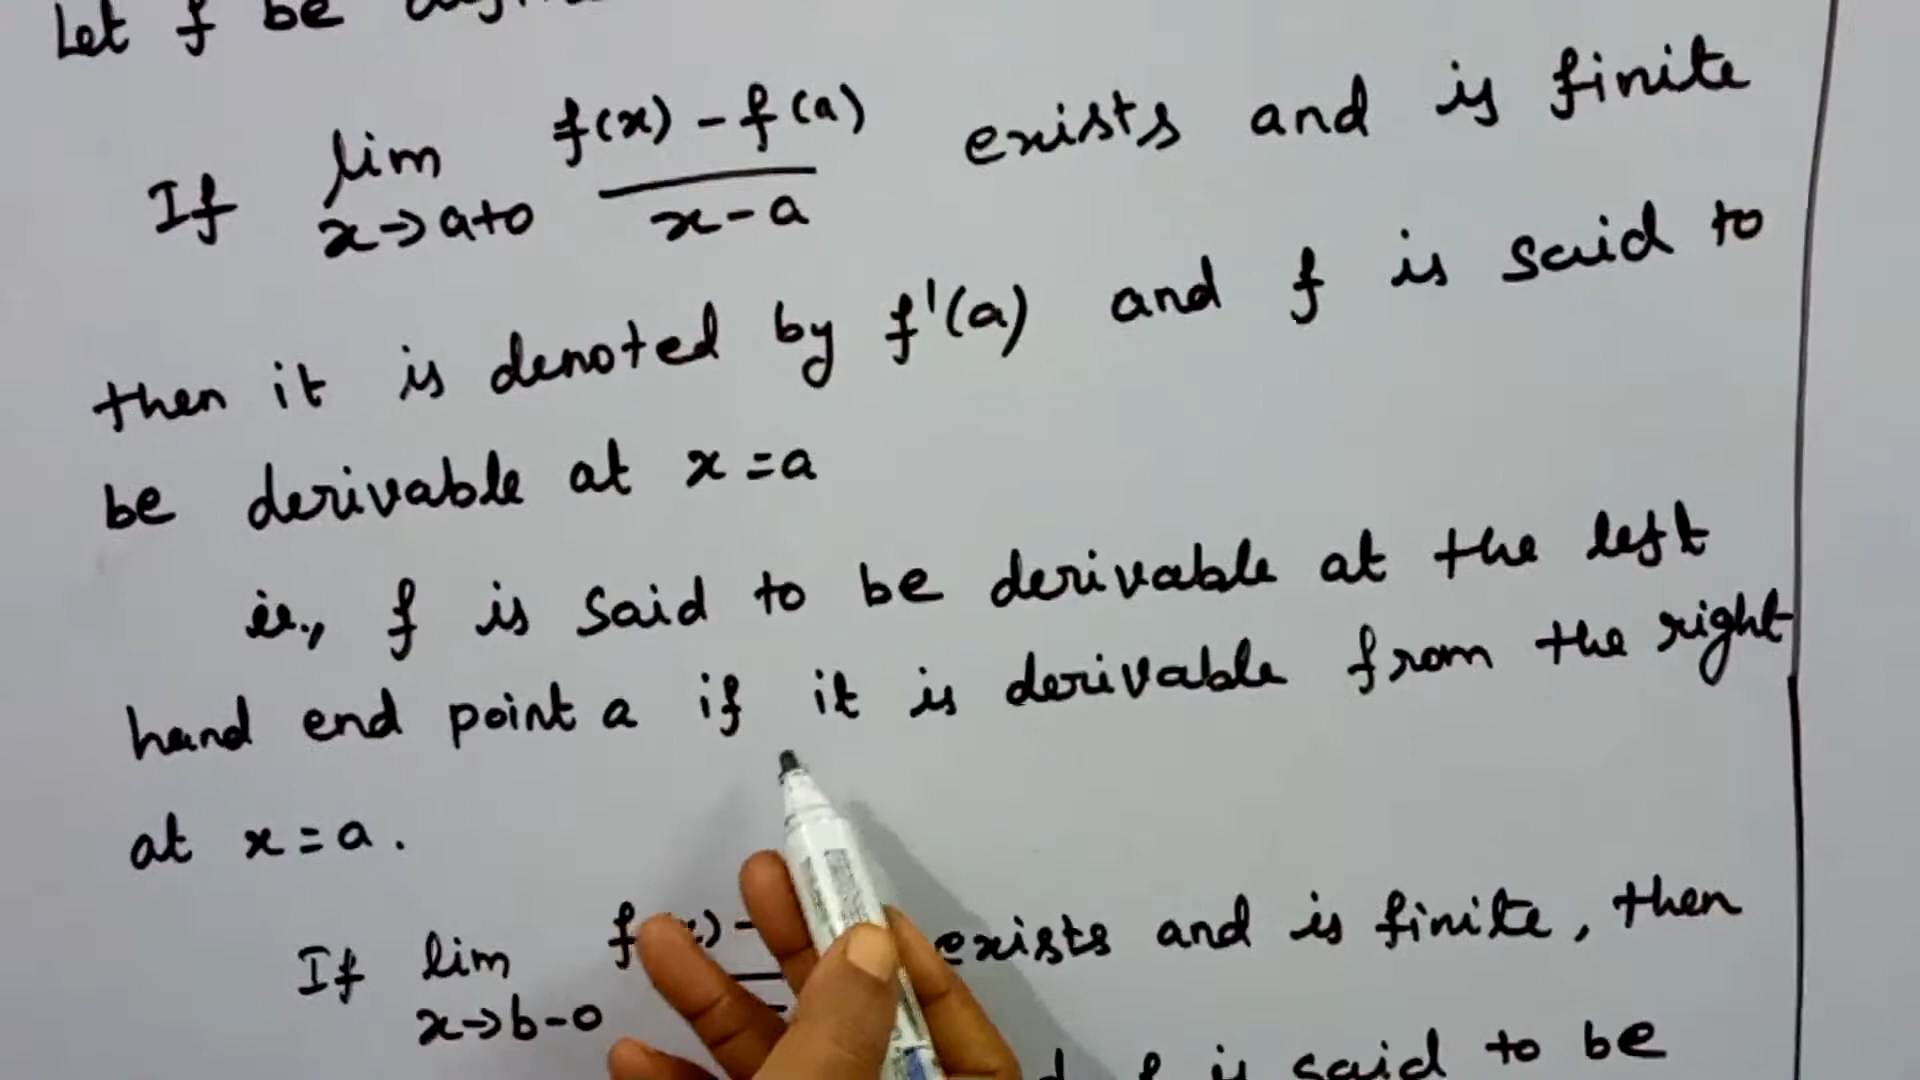 Let f be
If lim x→a+0 f(x) - f(a) / x-a exists and is finite
then it is denoted by f'(a) and f is said to
be derivable at x=a
ie., f is said to be derivable at the left
hand end point a if it is derivable from the right
at x=a.
If lim x→b-0 f exists and is finite, then
f is said to be